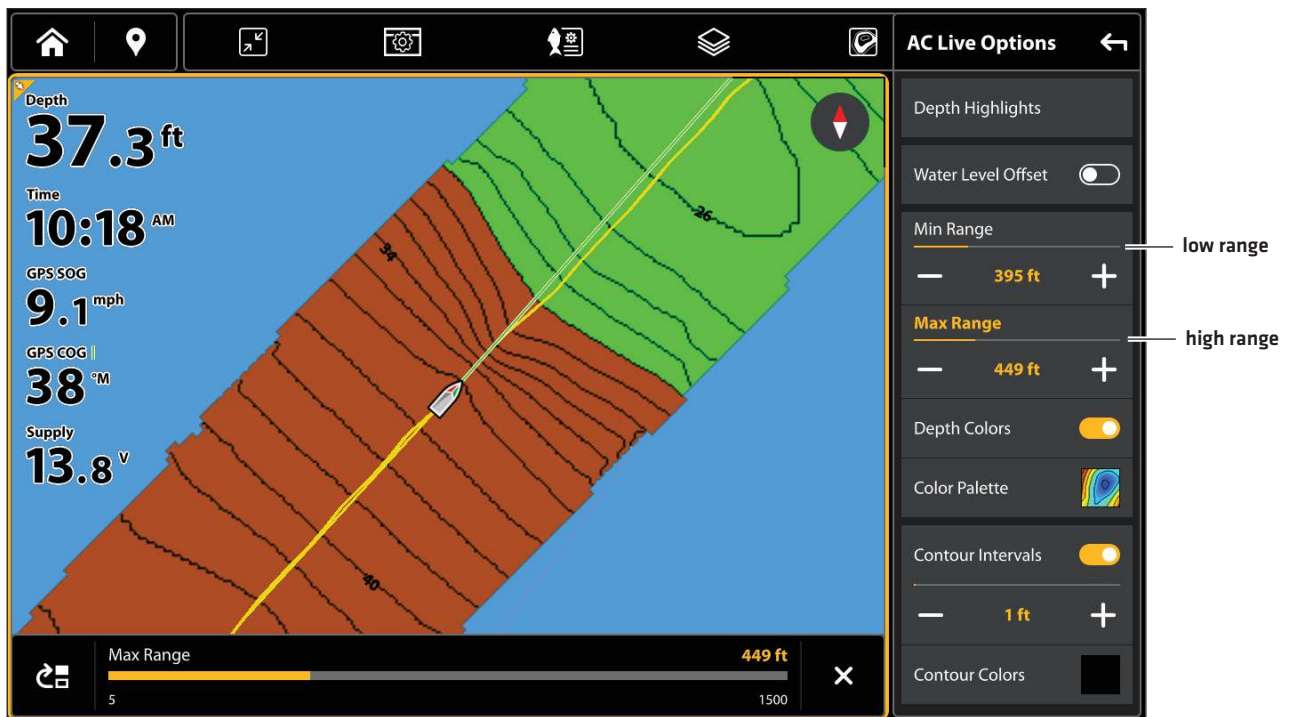 AC Live Options
Depth
37.3 ft
Time
10:18 AM
GPS SOG
9.1 mph
GPS COG
38 °M
Supply
13.8 V
26
34
40
Depth Highlights
Water Level Offset
Min Range
395 ft
low range
Max Range
449 ft
high range
Depth Colors
Color Palette
Contour Intervals
1 ft
Contour Colors
Max Range 449 ft
5 1500